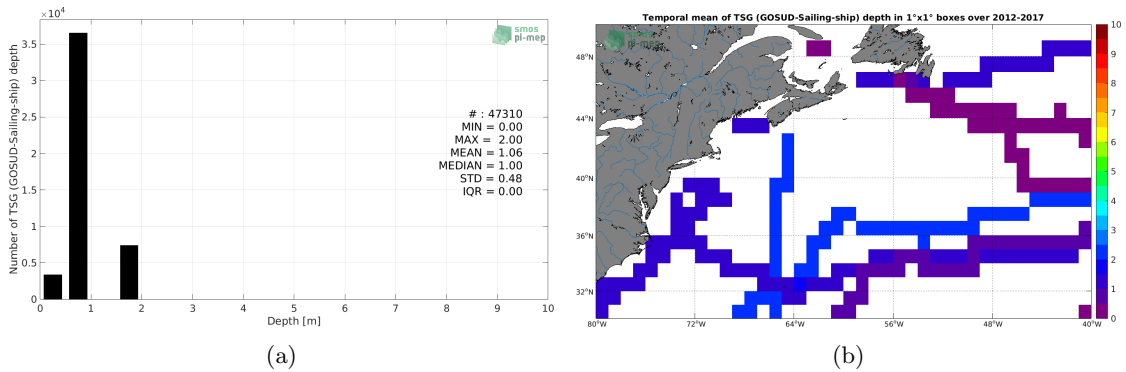 ×10⁴
smos
pi-mep
3.5
3
2.5
2
1.5
1
0.5
0
Number of TSG (GOSUD-Sailing-ship) depth
# : 47310
MIN = 0.00
MAX = 2.00
MEAN = 1.06
MEDIAN = 1.00
STD = 0.48
IQR = 0.00
0 1 2 3 4 5 6 7 8 9 10
Depth [m]
(a)
Temporal mean of TSG (GOSUD-Sailing-ship) depth in 1°x1° boxes over 2012-2017
smos
pi-mep
48°N
44°N
40°N
36°N
32°N
80°W 72°W 64°W 56°W 48°W 40°W
10
9
8
7
6
5
4
3
2
1
0
(b)